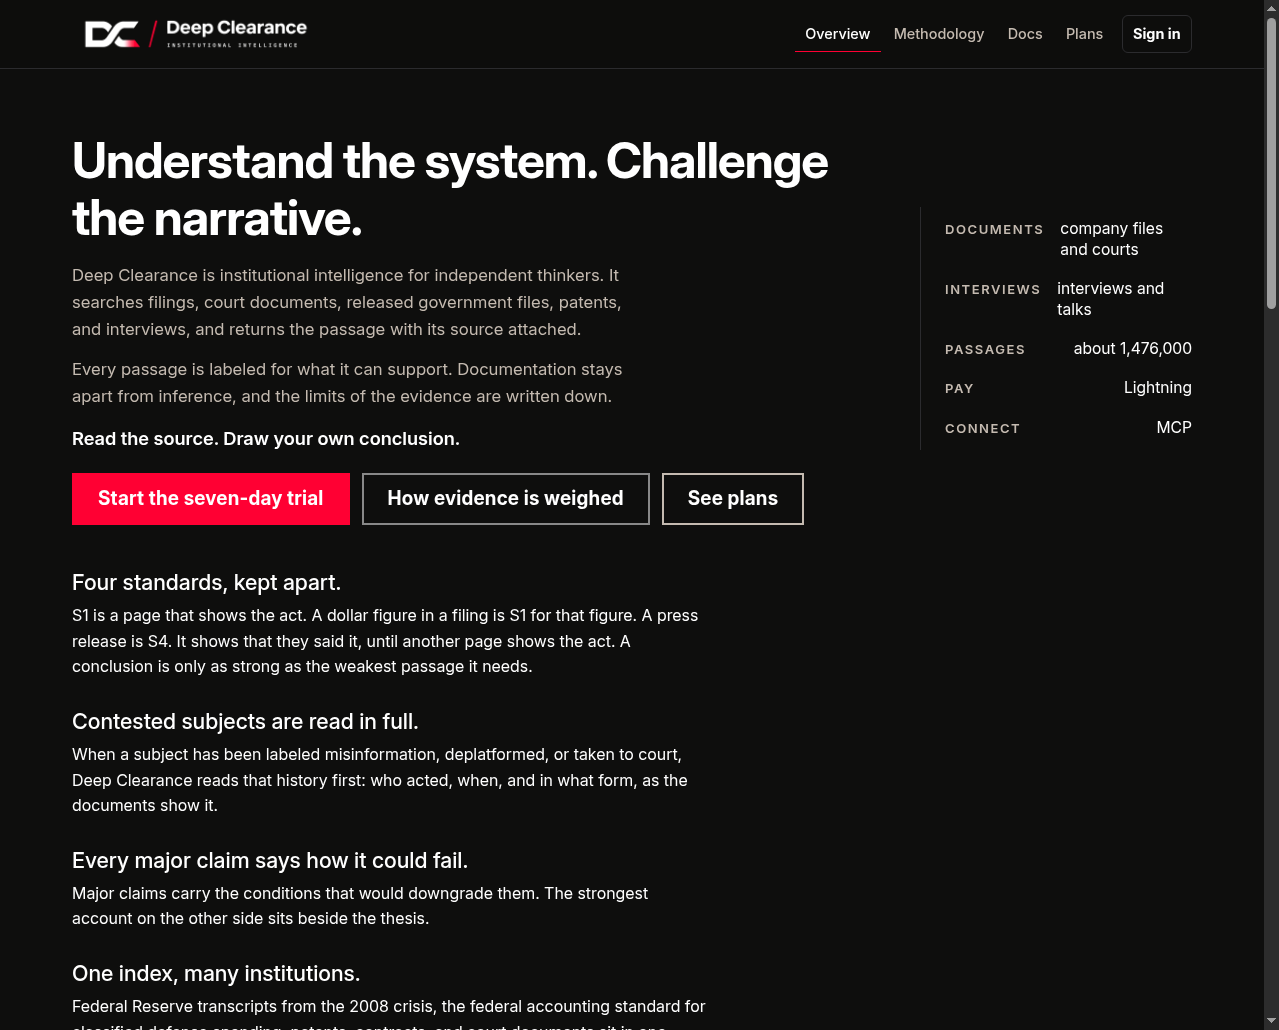 DC / Deep Clearance
INSTITUTIONAL INTELLIGENCE
Overview
Methodology
Docs
Plans
Sign in
Understand the system. Challenge
the narrative.
Deep Clearance is institutional intelligence for independent thinkers. It
searches filings, court documents, released government files, patents,
and interviews, and returns the passage with its source attached.
Every passage is labeled for what it can support. Documentation stays
apart from inference, and the limits of the evidence are written down.
Read the source. Draw your own conclusion.
Start the seven-day trial
How evidence is weighed
See plans
DOCUMENTS company files
and courts
INTERVIEWS interviews and
talks
PASSAGES about 1,476,000
PAY Lightning
CONNECT MCP
Four standards, kept apart.
S1 is a page that shows the act. A dollar figure in a filing is S1 for that figure. A press
release is S4. It shows that they said it, until another page shows the act. A
conclusion is only as strong as the weakest passage it needs.
Contested subjects are read in full.
When a subject has been labeled misinformation, deplatformed, or taken to court,
Deep Clearance reads that history first: who acted, when, and in what form, as the
documents show it.
Every major claim says how it could fail.
Major claims carry the conditions that would downgrade them. The strongest
account on the other side sits beside the thesis.
One index, many institutions.
Federal Reserve transcripts from the 2008 crisis, the federal accounting standard for
classified defense spending, patents, contracts, and court documents sit in one